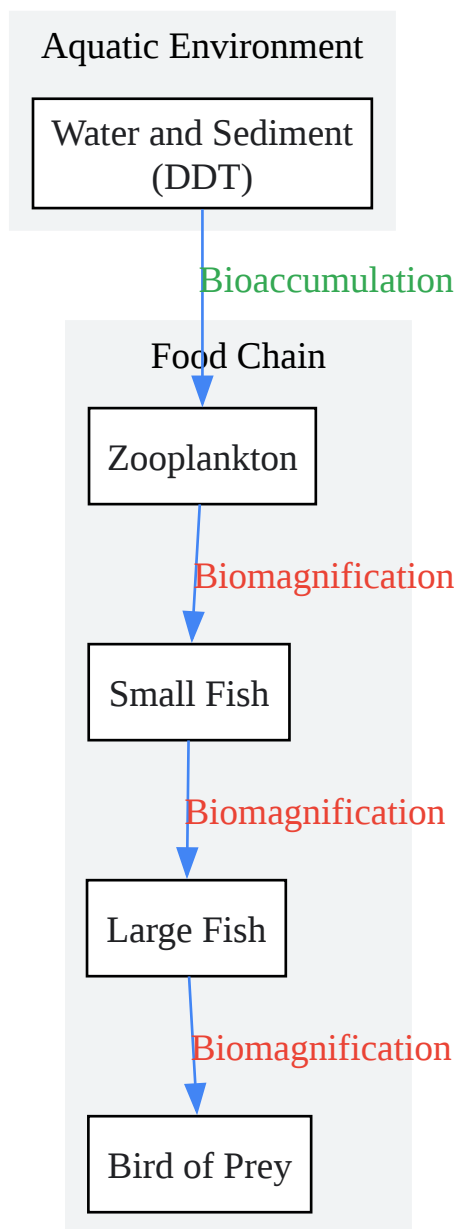 Aquatic Environment
Water and Sediment
(DDT)
Bioaccumulation
Food Chain
Zooplankton
Biomagnification
Small Fish
Biomagnification
Large Fish
Biomagnification
Bird of Prey